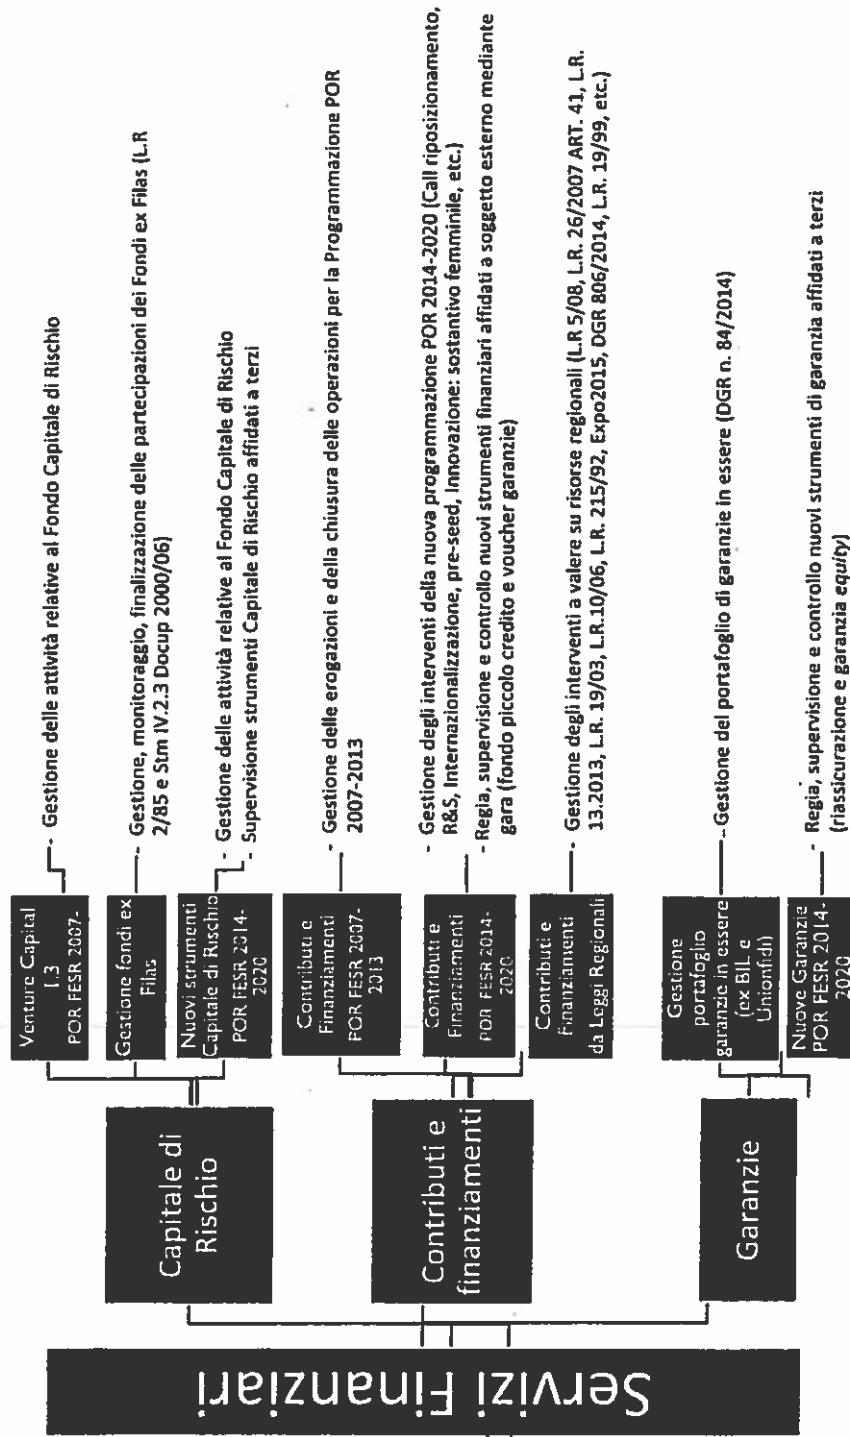 Servizi Finanziari
Capitale di
Rischio
Venture Capital
1.3
POR FESR 2007-
- Gestione delle attività relative al Fondo Capitale di Rischio
Gestione fondi ex
Filas
- Gestione, monitoraggio, finalizzazione delle partecipazioni dei Fondi ex Filas (L.R
2/85 e Stm IV.2.3 Docup 2000/06)
Nuovi strumenti
Capitale di Rischio
POR FESR 2014-
2020
- Gestione delle attività relative al Fondo Capitale di Rischio
- Supervisione strumenti Capitale di Rischio affidati a terzi
Contributi e
finanziamenti
Contributi e
Finanziamenti
POR FESR 2007-
2013
- Gestione delle erogazioni e della chiusura delle operazioni per la Programmazione POR
2007-2013
Contributi e
Finanziamenti
POR FESR 2014-
2020
- Gestione degli interventi della nuova programmazione POR 2014-2020 (Call riposizionamento,
R&S, Internazionalizzazione, pre-seed, Innovazione: sostantivo femminile, etc.)
- Regia, supervisione e controllo nuovi strumenti finanziari affidati a soggetto esterno mediante
gara (fondo piccolo credito e voucher garanzie)
Contributi e
finanziamenti
da Leggi Regionali
- Gestione degli interventi a valere su risorse regionali (L.R 5/08, L.R. 26/2007 ART. 41, L.R.
13.2013, L.R. 19/03, L.R.10/06, L.R. 215/92, Expo2015, DGR 806/2014, L.R. 19/99, etc.)
Garanzie
Gestione
portafoglio
garanzie in essere
(ex BIL e
Unionfidi)
- Gestione del portafoglio di garanzie in essere (DGR n. 84/2014)
Nuove Garanzie
POR FESR 2014-
2020
- Regia, supervisione e controllo nuovi strumenti di garanzia affidati a terzi
(riassicurazione e garanzia equity)